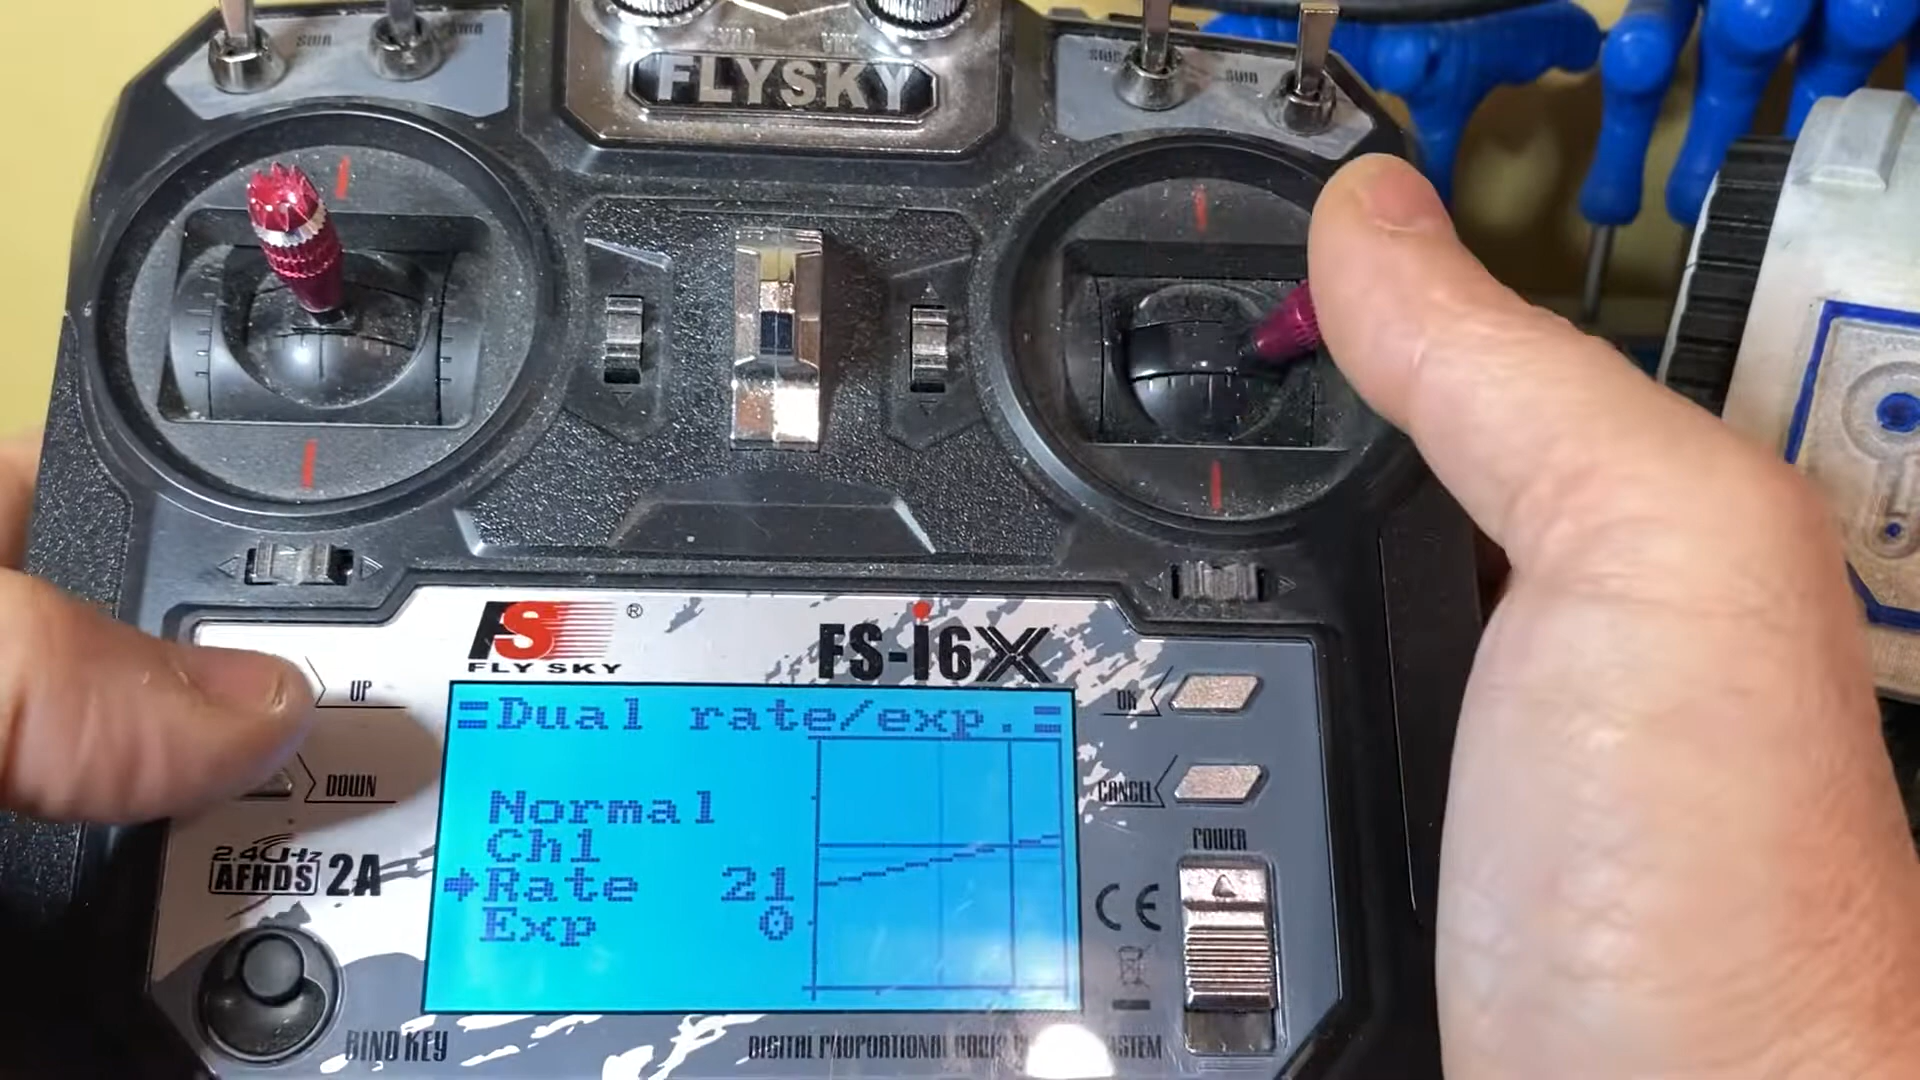 FLYSKY
FS®
FLY SKY
FS-i6X
UP
DOWN
OK
CANCEL
POWER
=Dual rate/exp.=
Normal
Ch1
➔Rate 21
Exp 0
2.4GHz
AFHDS 2A
CE
BIND KEY
DIGITAL PROPORTIONAL